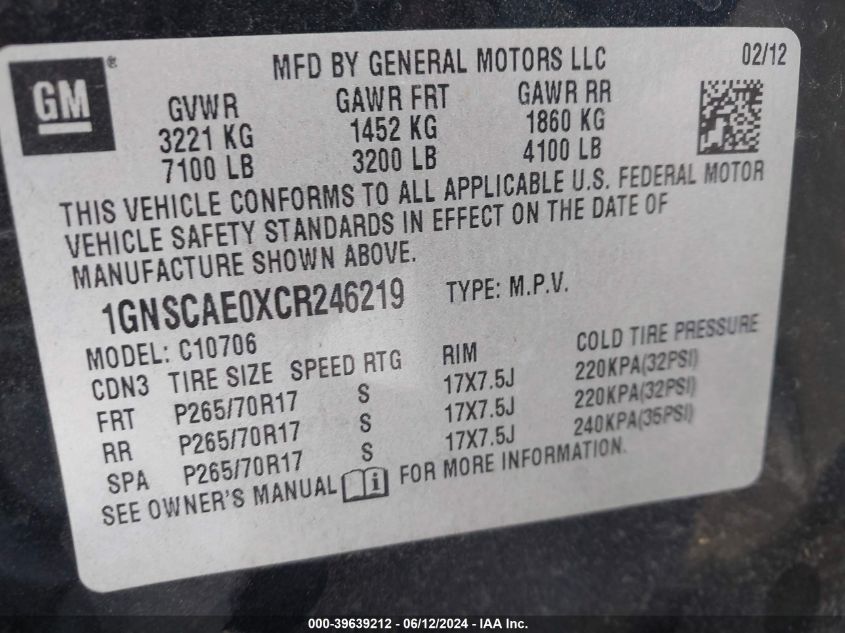 GM® MFD BY GENERAL MOTORS LLC 02/12
GVWR GAWR FRT GAWR RR
3221 KG 1452 KG 1860 KG
7100 LB 3200 LB 4100 LB
THIS VEHICLE CONFORMS TO ALL APPLICABLE U.S. FEDERAL MOTOR
VEHICLE SAFETY STANDARDS IN EFFECT ON THE DATE OF
MANUFACTURE SHOWN ABOVE.
1GNSCAE0XCR246219 TYPE: M.P.V.
MODEL: C10706
CDN3 TIRE SIZE SPEED RTG RIM COLD TIRE PRESSURE
FRT P265/70R17 S 17X7.5J 220KPA(32PSI)
RR P265/70R17 S 17X7.5J 220KPA(32PSI)
SPA P265/70R17 S 17X7.5J 240KPA(35PSI)
SEE OWNER'S MANUAL i FOR MORE INFORMATION.
000-39639212 - 06/12/2024 - IAA Inc.